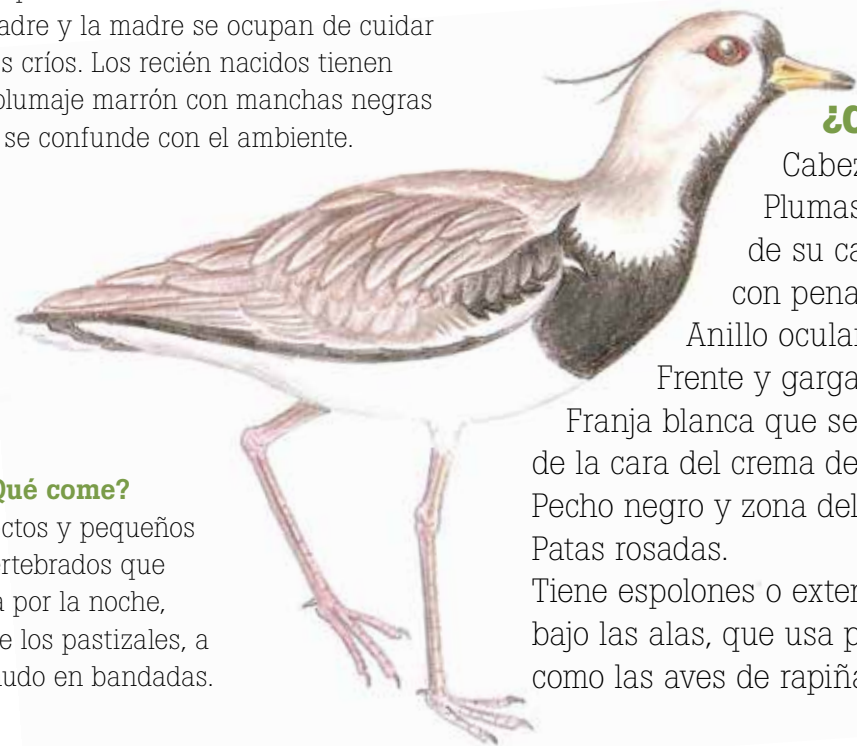 adre y la madre se ocupan de cuidar
s críos. Los recién nacidos tienen
plumaje marrón con manchas negras
se confunde con el ambiente.
Qué come?
ctos y pequeños
rtebrados que
a por la noche,
e los pastizales, a
udo en bandadas.
¿C
Cabez
Plumas
de su ca
con pena
Anillo ocular
Frente y garga
Franja blanca que se
de la cara del crema de
Pecho negro y zona del
Patas rosadas.
Tiene espolones o exte
bajo las alas, que usa p
como las aves de rapiña